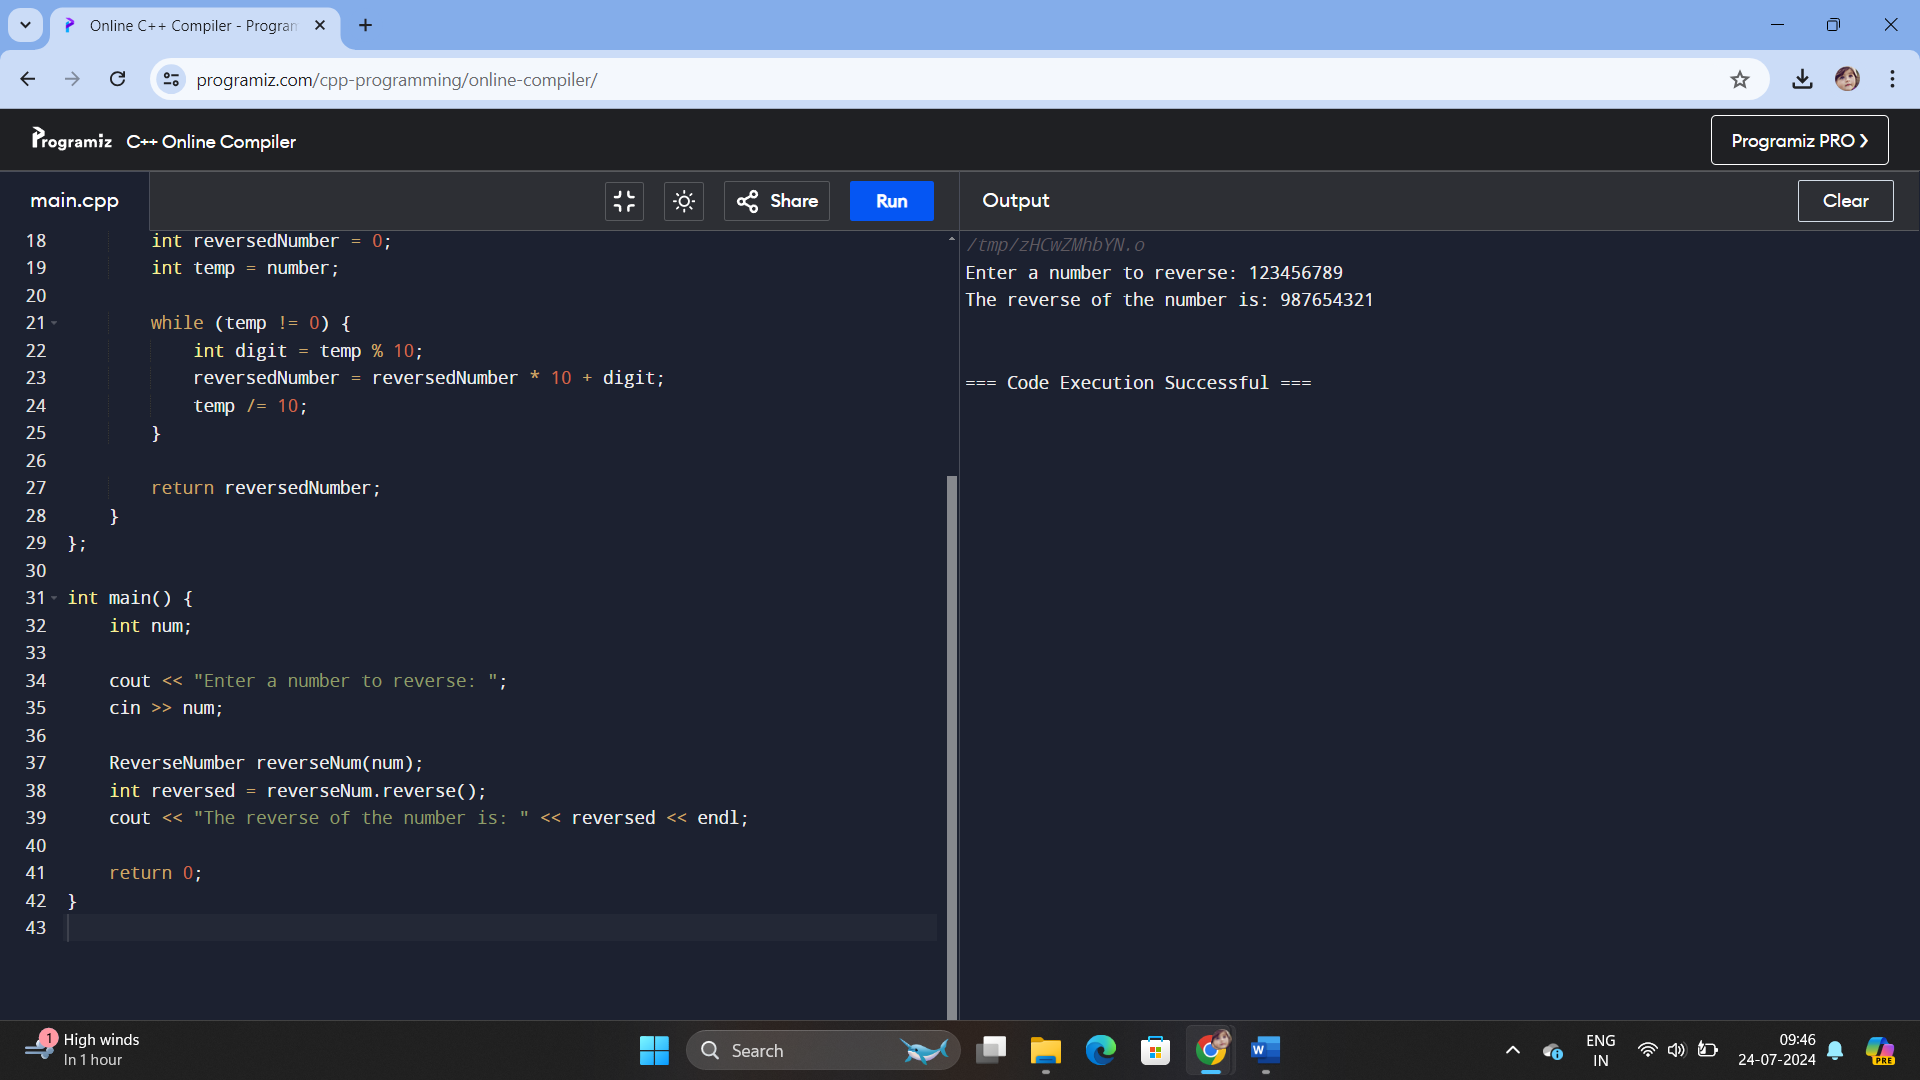 Online C++ Compiler - Program
programiz.com/cpp-programming/online-compiler/
Programiz C++ Online Compiler
Programiz PRO
main.cpp
Share
Run
Output
Clear
18 int reversedNumber = 0;
19 int temp = number;
20
21 while (temp != 0) {
22 int digit = temp % 10;
23 reversedNumber = reversedNumber * 10 + digit;
24 temp /= 10;
25 }
26
27 return reversedNumber;
28 }
29 };
30
31 int main() {
32 int num;
33
34 cout << "Enter a number to reverse: ";
35 cin >> num;
36
37 ReverseNumber reverseNum(num);
38 int reversed = reverseNum.reverse();
39 cout << "The reverse of the number is: " << reversed << endl;
40
41 return 0;
42 }
43
/tmp/zHCwZMhbYN.o
Enter a number to reverse: 123456789
The reverse of the number is: 987654321
=== Code Execution Successful ===
1
High winds
In 1 hour
Search
W
PRE
ENG
IN
09:46
24-07-2024